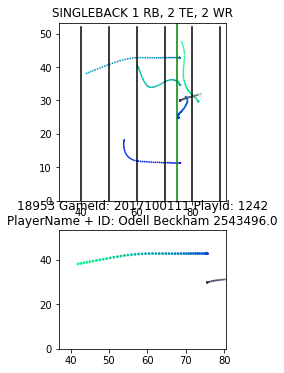 SINGLEBACK 1 RB, 2 TE, 2 WR
50
40
30
20
10
0
40 60 80
18953 GameId: 2017100111 PlayId: 1242
PlayerName + ID: Odell Beckham 2543496.0
40
20
0
40 50 60 70 80